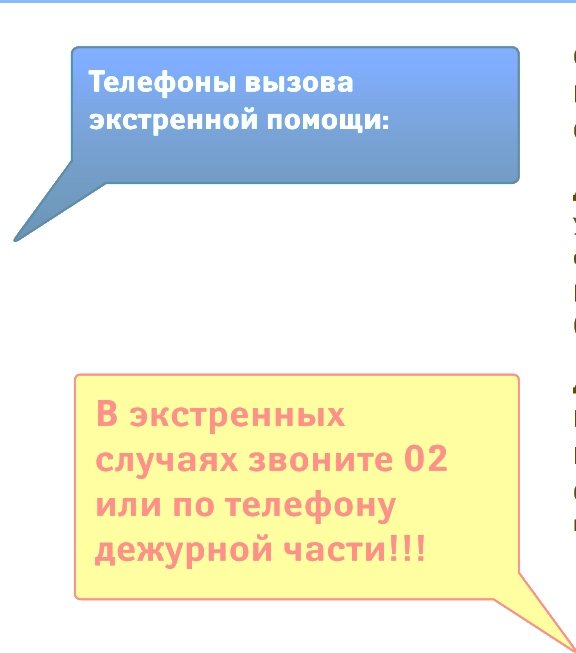 Телефоны вызова
экстренной помощи:
В экстренных
случаях звоните 02
или по телефону
дежурной части!!!